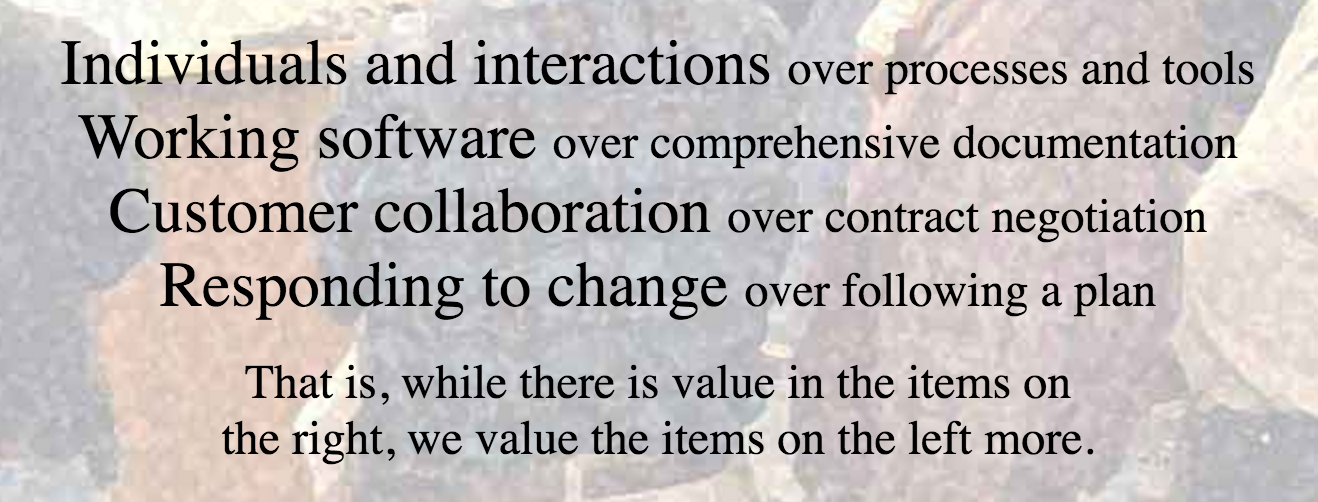 Individuals and interactions over processes and tools
Working software over comprehensive documentation
Customer collaboration over contract negotiation
Responding to change over following a plan
That is, while there is value in the items on
the right, we value the items on the left more.